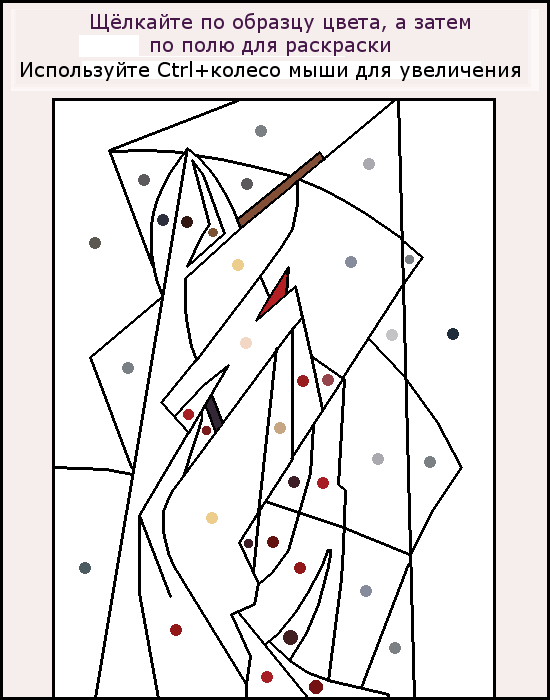 Щёлкайте по образцу цвета, а затем
по полю для раскраски
Используйте Ctrl+колесо мыши для увеличения